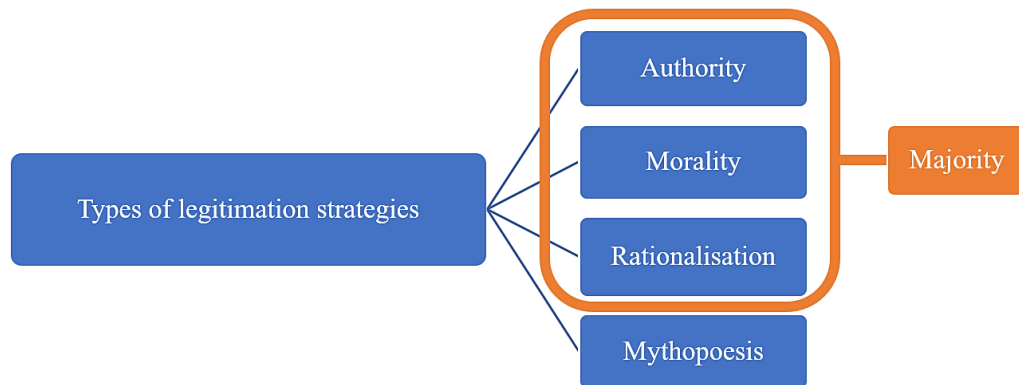 Types of legitimation strategies
Authority
Morality
Rationalisation
Mythopoesis
Majority